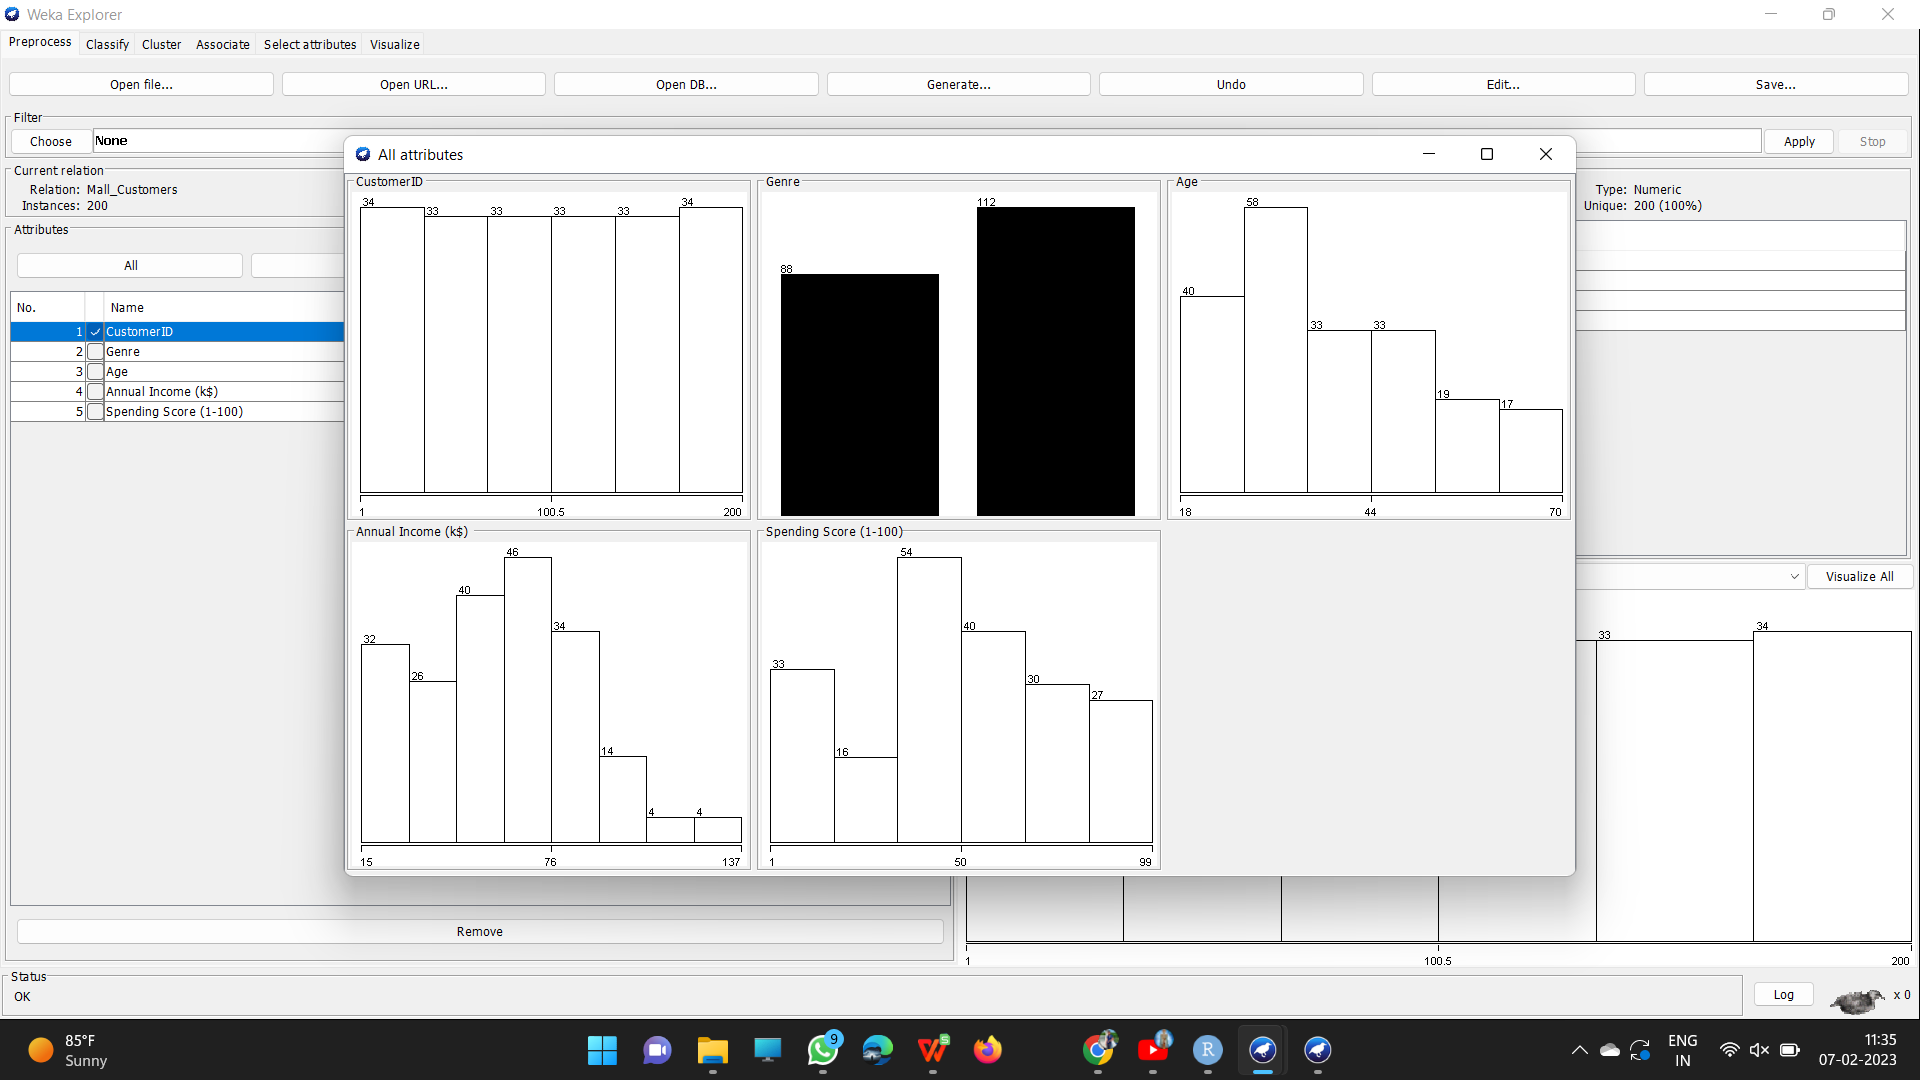 Weka Explorer
Preprocess Classify Cluster Associate Select attributes Visualize
Open file... Open URL... Open DB... Generate... Undo Edit... Save...
Filter
Choose None Apply Stop
Current relation
Relation: Mall_Customers
Instances: 200
Type: Numeric
Unique: 200 (100%)
Attributes
All
No. Name
1 CustomerID
2 Genre
3 Age
4 Annual Income (k$)
5 Spending Score (1-100)
Remove
All attributes
CustomerID
34 33 33 33 33 34
1 100.5 200
Genre
88 112
Age
40 58 33 33 19 17
18 44 70
Annual Income (k$)
32 26 40 46 34 14 4 4
15 76 137
Spending Score (1-100)
33 16 54 40 30 27
1 50 99
Visualize All
33 34
1 100.5 200
Status
OK
Log x 0
85°F
Sunny
9
W S
R
ENG
IN
11:35
07-02-2023